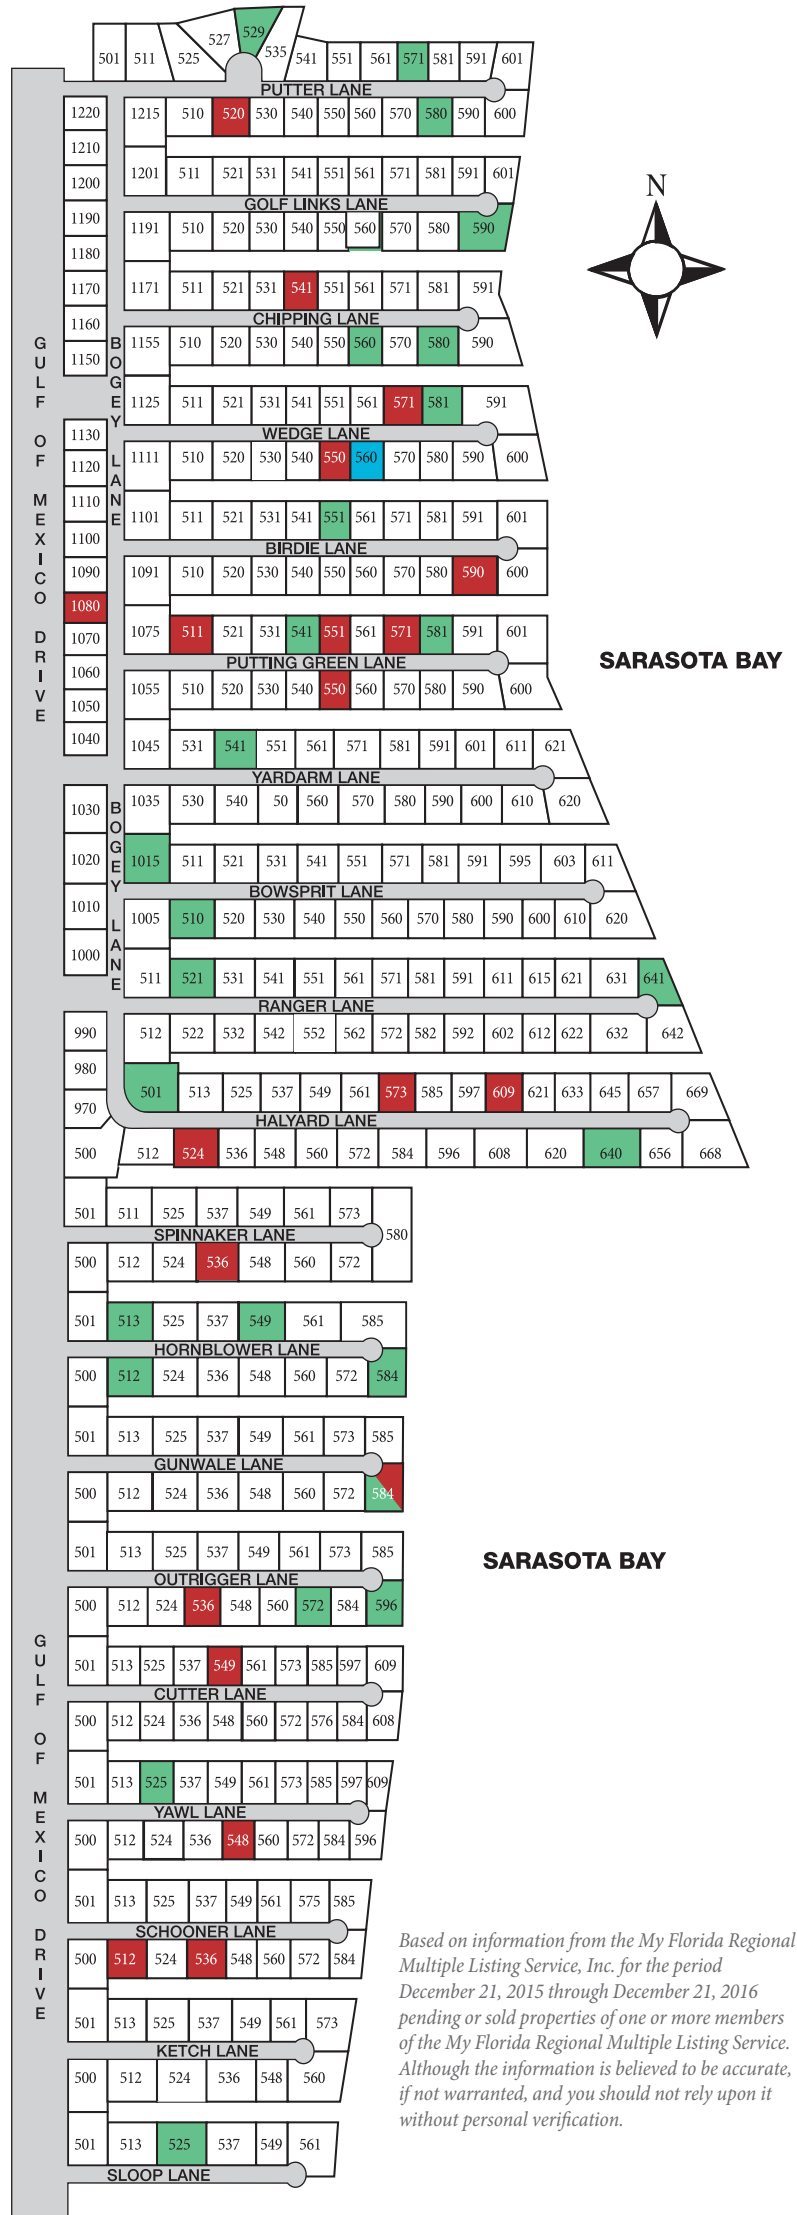 501 511 525 527 529 535 541 551 561 571 581 591 601
PUTTER LANE
1220 1215 510 520 530 540 550 560 570 580 590 600
1210
1200 1201 511 521 531 541 551 561 571 581 591 601
GOLF LINKS LANE
1190 1191 510 520 530 540 550 560 570 580 590
1180
1170 1171 511 521 531 541 551 561 571 581 591
CHIPPING LANE
1160 1155 510 520 530 540 550 560 570 580 590
1150
1125 511 521 531 541 551 561 571 581 591
WEDGE LANE
1130 1111 510 520 530 540 550 560 570 580 590 600
1120
1110 1101 511 521 531 541 551 561 571 581 591 601
1100
BIRDIE LANE
1090 1091 510 520 530 540 550 560 570 580 590 600
1080
1070 1075 511 521 531 541 551 561 571 581 591 601
PUTTING GREEN LANE
1060 1055 510 520 530 540 550 560 570 580 590 600
1050
1040 1045 531 541 551 561 571 581 591 601 611 621
YARDARM LANE
1030 1035 530 540 50 560 570 580 590 600 610 620
1020 1015 511 521 531 541 551 571 581 591 595 603 611
BOWSPRIT LANE
1010 1005 510 520 530 540 550 560 570 580 590 600 610 620
1000
511 521 531 541 551 561 571 581 591 611 615 621 631 641
RANGER LANE
990 512 522 532 542 552 562 572 582 592 602 612 622 632 642
980
970 501 513 525 537 549 561 573 585 597 609 621 633 645 657 669
HALYARD LANE
500 512 524 536 548 560 572 584 596 608 620 640 656 668
501 511 525 537 549 561 573 580
SPINNAKER LANE
500 512 524 536 548 560 572
501 513 525 537 549 561 585
HORNBLOWER LANE
500 512 524 536 548 560 572 584
501 513 525 537 549 561 573 585
GUNWALE LANE
500 512 524 536 548 560 572 584
501 513 525 537 549 561 573 585
OUTRIGGER LANE
500 512 524 536 548 560 572 584 596
501 513 525 537 549 561 573 585 597 609
CUTTER LANE
500 512 524 536 548 560 572 576 584 608
501 513 525 537 549 561 573 585 597 609
YAWL LANE
500 512 524 536 548 560 572 584 596
501 513 525 537 549 561 575 585
SCHOONER LANE
500 512 524 536 548 560 572 584
501 513 525 537 549 561 573
KETCH LANE
500 512 524 536 548 560
501 513 525 537 549 561
SLOOP LANE
GULF OF MEXICO DRIVE
BOGEY LANE
BOGEY LANE
GULF OF MEXICO DRIVE
N
SARASOTA BAY
SARASOTA BAY
Based on information from the My Florida Regional
Multiple Listing Service, Inc. for the period
December 21, 2015 through December 21, 2016
pending or sold properties of one or more members
of the My Florida Regional Multiple Listing Service.
Although the information is believed to be accurate,
if not warranted, and you should not rely upon it
without personal verification.